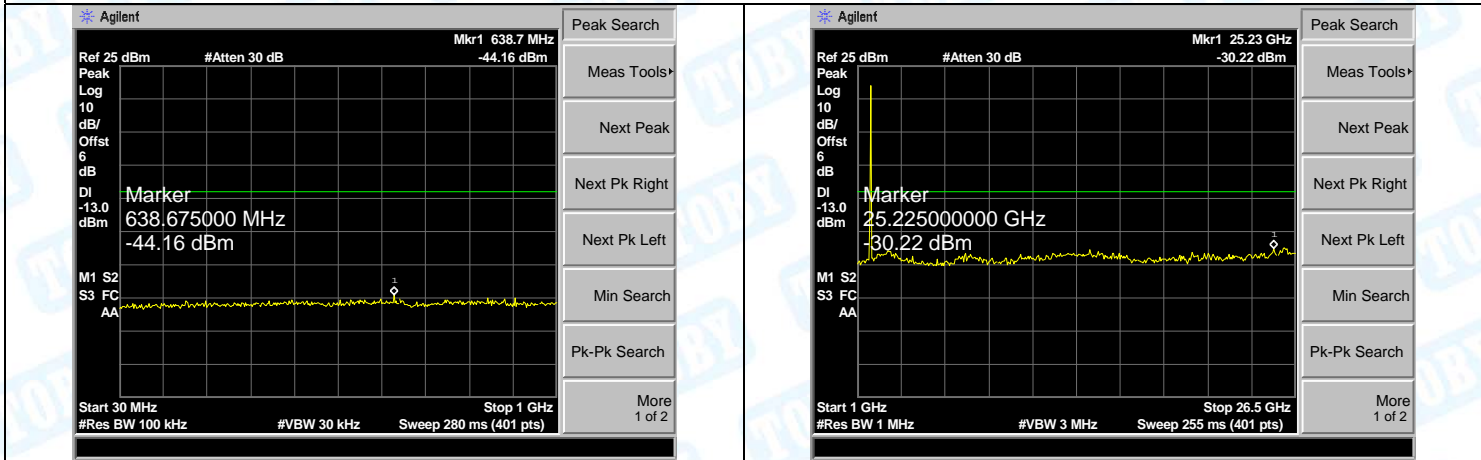 Agilent
Peak Search
Mkr1 638.7 MHz
Ref 25 dBm #Atten 30 dB -44.16 dBm
Peak
Log
10
dB/
Offst
6
dB
DI
-13.0
dBm
Marker
638.675000 MHz
-44.16 dBm
1
M1 S2
S3 FC
AA
Start 30 MHz Stop 1 GHz
#Res BW 100 kHz #VBW 30 kHz Sweep 280 ms (401 pts)
Meas Tools
Next Peak
Next Pk Right
Next Pk Left
Min Search
Pk-Pk Search
More
1 of 2
Agilent
Peak Search
Mkr1 25.23 GHz
Ref 25 dBm #Atten 30 dB -30.22 dBm
Peak
Log
10
dB/
Offst
6
dB
DI
-13.0
dBm
Marker
25.225000000 GHz
-30.22 dBm
1
M1 S2
S3 FC
AA
Start 1 GHz Stop 26.5 GHz
#Res BW 1 MHz #VBW 3 MHz Sweep 255 ms (401 pts)
Meas Tools
Next Peak
Next Pk Right
Next Pk Left
Min Search
Pk-Pk Search
More
1 of 2
TOBY